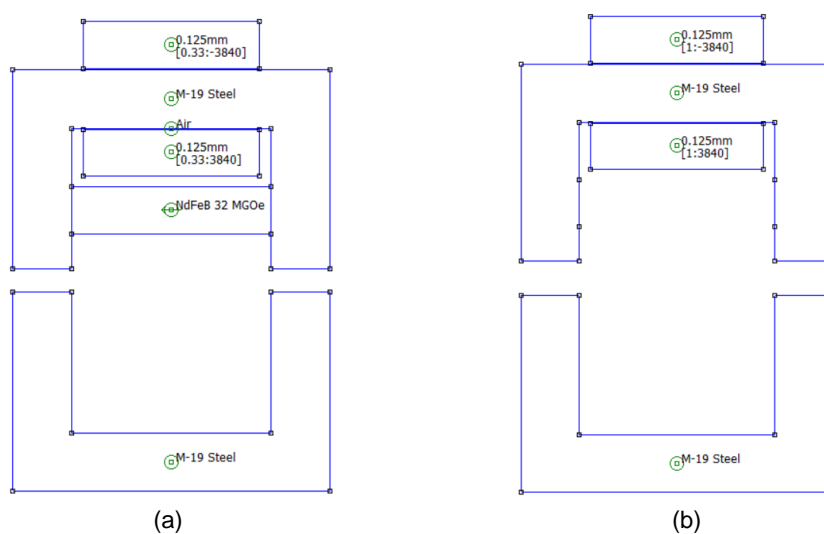 0.125mm
[0.33:-3840]
M-19 Steel
Air
0.125mm
[0.33:3840]
NdFeB 32 MGOe
M-19 Steel
(a)
0.125mm
[1:-3840]
M-19 Steel
0.125mm
[1:3840]
M-19 Steel
(b)